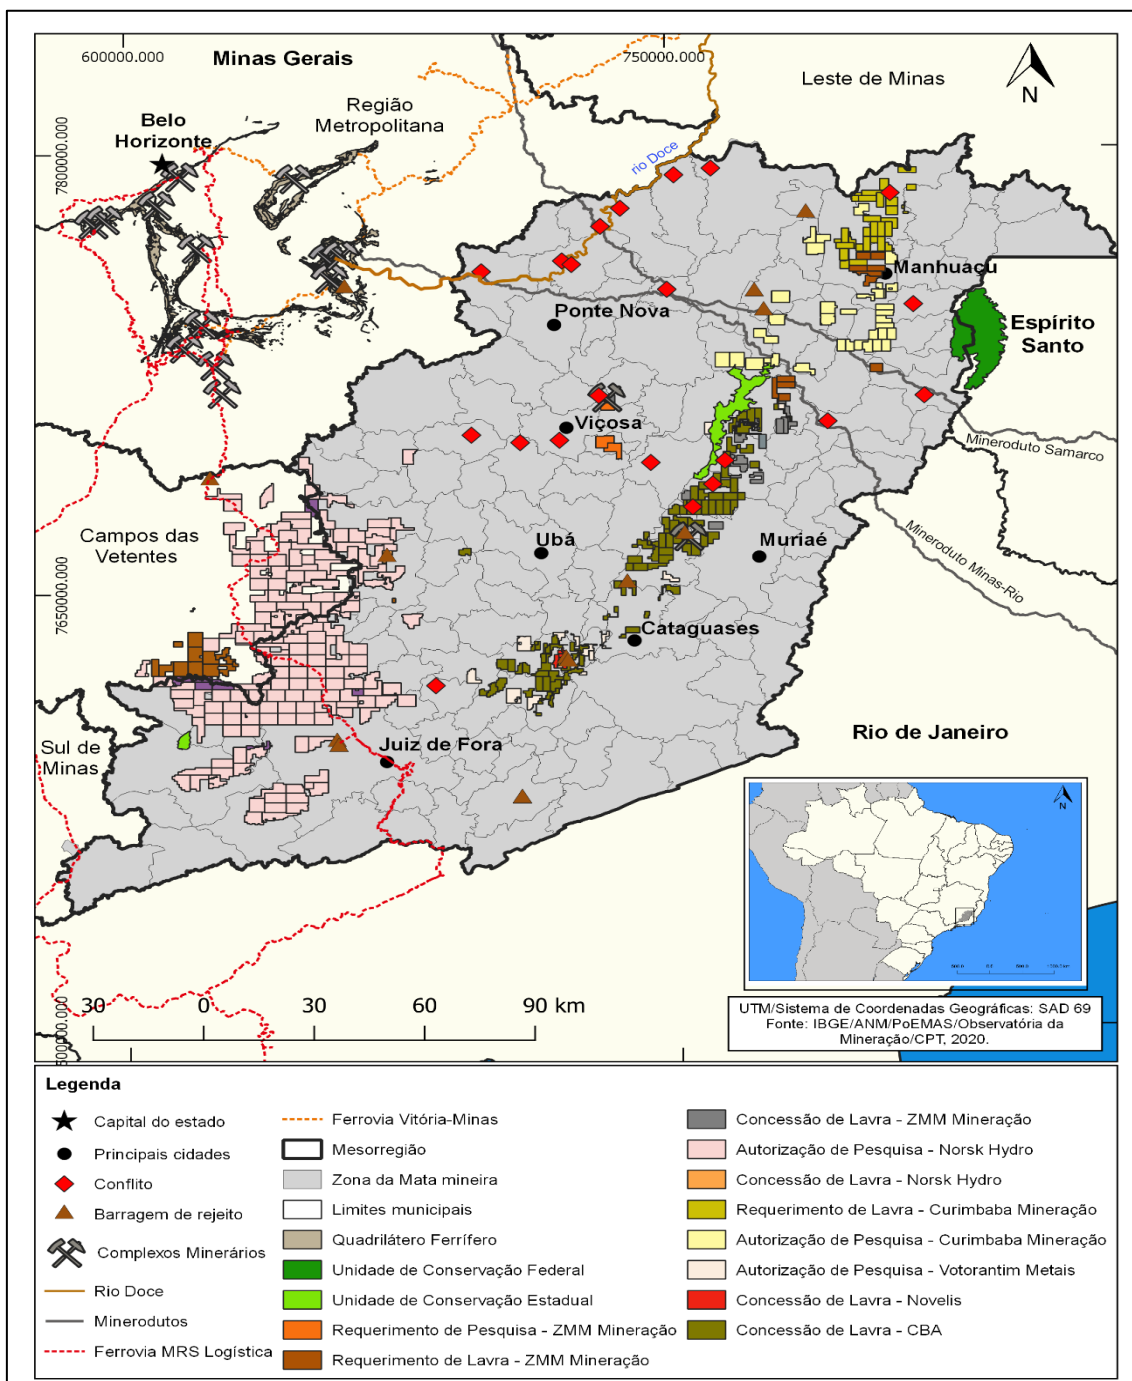 600000.000
750000.000
Minas Gerais
Leste de Minas
N
Região
Metropolitana
Belo
Horizonte
7800000.000
rio Doce
Manhuaçu
Ponte Nova
Espírito
Santo
Viçosa
Mineroduto Samarco
Campos das
Vetentes
Ubá
Muriaé
Mineroduto Minas-Rio
7650000.000
Cataguases
Rio de Janeiro
Sul de
Minas
Juiz de Fora
N
30 0 30 60 90 km
UTM/Sistema de Coordenadas Geográficas: SAD 69
Fonte: IBGE/ANM/PoEMAS/Observatória da
Mineração/CPT, 2020.
Legenda
Capital do estado
Principais cidades
Conflito
Barragem de rejeito
Complexos Minerários
Rio Doce
Minerodutos
Ferrovia MRS Logística
Ferrovia Vitória-Minas
Mesorregião
Zona da Mata mineira
Limites municipais
Quadrilátero Ferrífero
Unidade de Conservação Federal
Unidade de Conservação Estadual
Requerimento de Pesquisa - ZMM Mineração
Requerimento de Lavra - ZMM Mineração
Concessão de Lavra - ZMM Mineração
Autorização de Pesquisa - Norsk Hydro
Concessão de Lavra - Norsk Hydro
Requerimento de Lavra - Curimbaba Mineração
Autorização de Pesquisa - Curimbaba Mineração
Autorização de Pesquisa - Votorantim Metais
Concessão de Lavra - Novelis
Concessão de Lavra - CBA